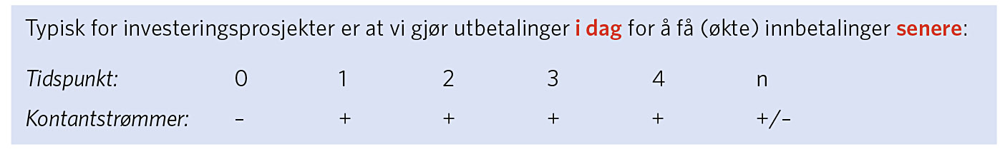 Typisk for investeringsprosjekter er at vi gjør utbetalinger i dag for å få (økte) innbetalinger senere:
Tidspunkt: 0 1 2 3 4 n
Kontantstrømmer: – + + + + +/–